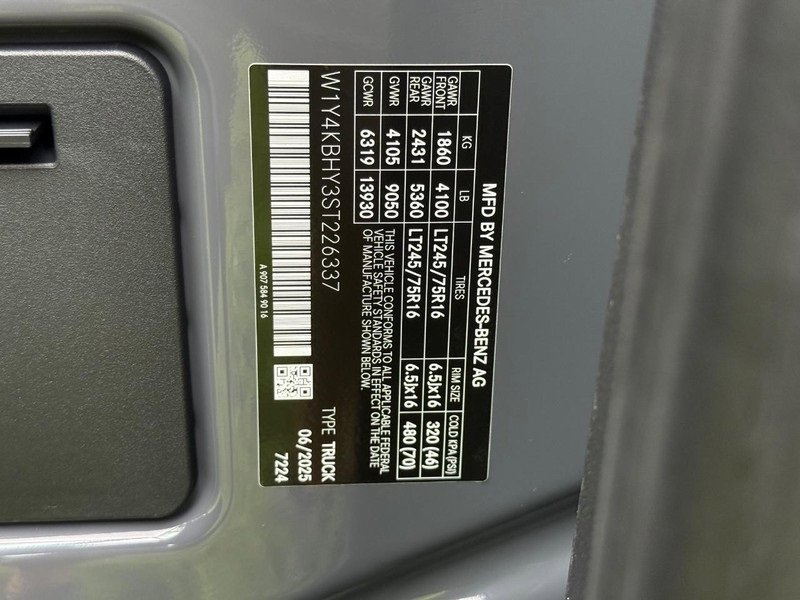 MFD BY MERCEDES-BENZ AG
KG LB TIRES RIM SIZE COLD KPA (PSI)
GAWR FRONT 1860 4100 LT245/75R16 6.5Jx16 320 (46)
GAWR REAR 2431 5360 LT245/75R16 6.5Jx16 480 (70)
GVWR 4105 9050
GCWR 6319 13930
THIS VEHICLE CONFORMS TO ALL APPLICABLE FEDERAL
VEHICLE SAFETY STANDARDS IN EFFECT ON THE DATE
OF MANUFACTURE SHOWN BELOW.
W1Y4KBHY3ST226337
TYPE TRUCK
06/2025
7224
A 907 584 90 16